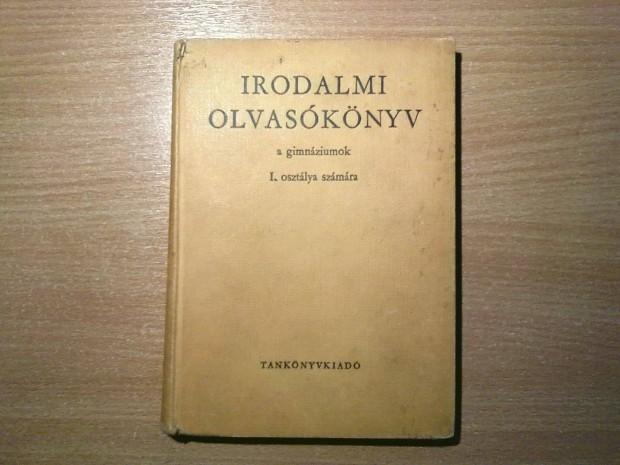 IRODALMI
OLVASÓKÖNYV
a gimnáziumok
I. osztálya számára
TANKÖNYVKIADÓ